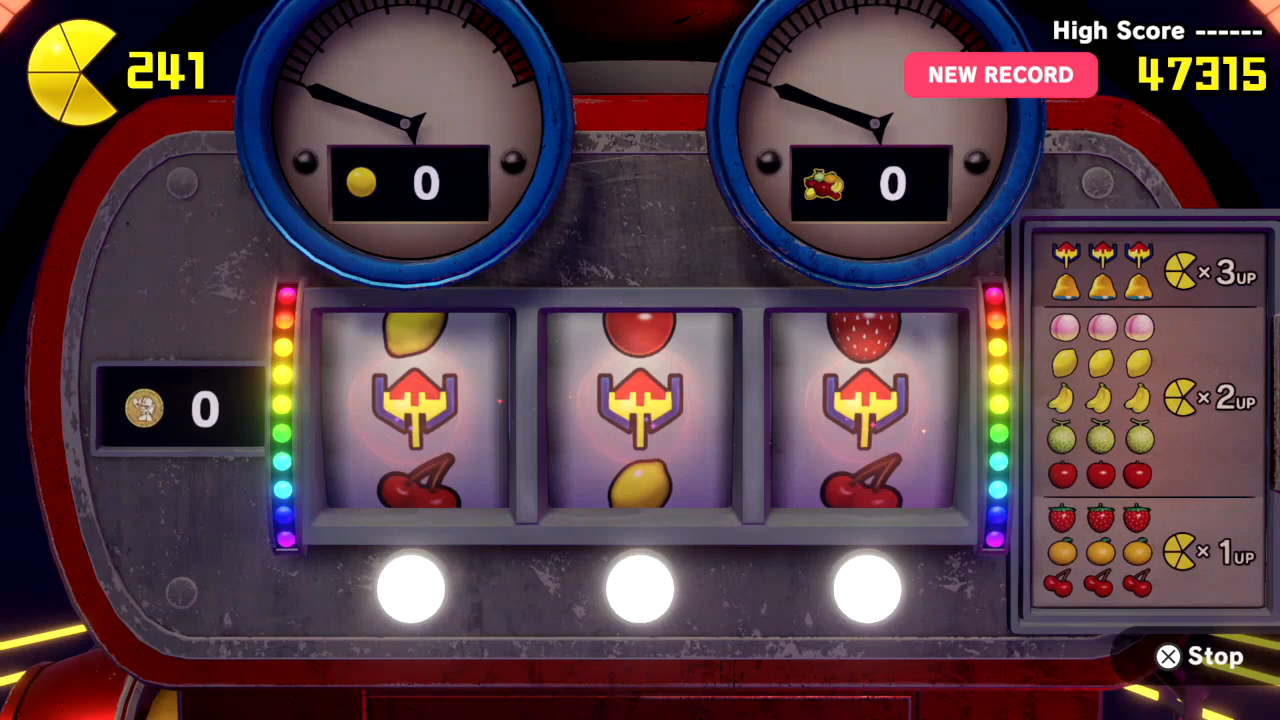 241
High Score ------
NEW RECORD
47315
0
0
0
× 3UP
× 2UP
× 1UP
Stop